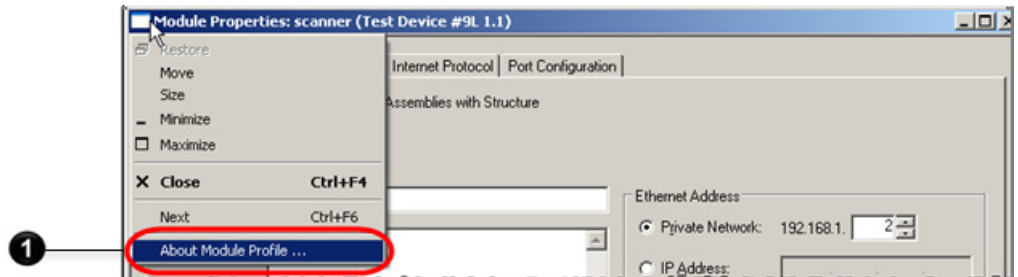 Module Properties: scanner (Test Device #9L 1.1)
Restore
Internet Protocol Port Configuration
Move
Size
Assemblies with Structure
Minimize
Maximize
Close Ctrl+F4
Ethernet Address
Next Ctrl+F6
Private Network: 192.168.1. 2
1
About Module Profile ...
IP Address: